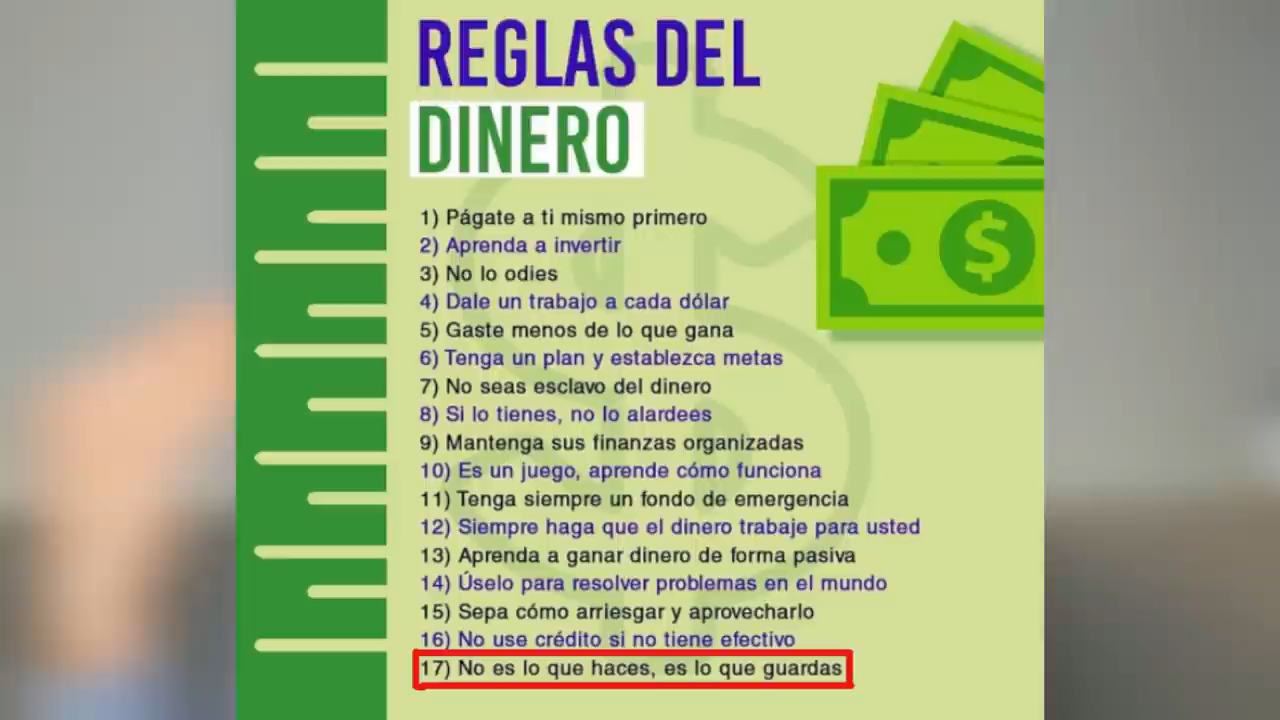 REGLAS DEL
DINERO
1) Págate a ti mismo primero
2) Aprenda a invertir
3) No lo odies
4) Dale un trabajo a cada dólar
5) Gaste menos de lo que gana
6) Tenga un plan y establezca metas
7) No seas esclavo del dinero
8) Si lo tienes, no lo alardees
9) Mantenga sus finanzas organizadas
10) Es un juego, aprende cómo funciona
11) Tenga siempre un fondo de emergencia
12) Siempre haga que el dinero trabaje para usted
13) Aprenda a ganar dinero de forma pasiva
14) Úselo para resolver problemas en el mundo
15) Sepa cómo arriesgar y aprovecharlo
16) No use crédito si no tiene efectivo
17) No es lo que haces, es lo que guardas
$